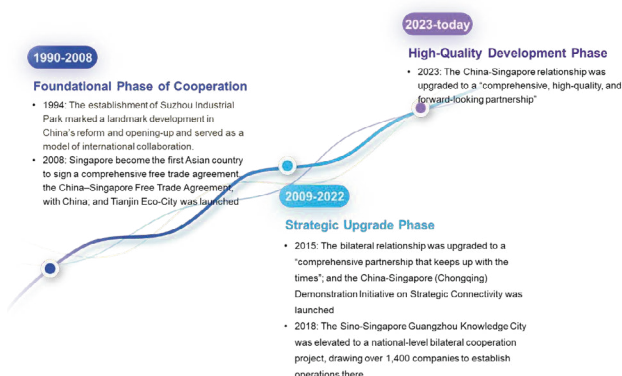 1990-2008
Foundational Phase of Cooperation
• 1994: The establishment of Suzhou Industrial
Park marked a landmark development in
China's reform and opening-up and served as a
model of international collaboration.
• 2008: Singapore become the first Asian country
to sign a comprehensive free trade agreement,
the China–Singapore Free Trade Agreement,
with China; and Tianjin Eco-City was launched
2023-today
High-Quality Development Phase
• 2023: The China-Singapore relationship was
upgraded to a “comprehensive, high-quality, and
forward-looking partnership”
2009-2022
Strategic Upgrade Phase
• 2015: The bilateral relationship was upgraded to a
“comprehensive partnership that keeps up with the
times”; and the China-Singapore (Chongqing)
Demonstration Initiative on Strategic Connectivity was
launched
• 2018: The Sino-Singapore Guangzhou Knowledge City
was elevated to a national-level bilateral cooperation
project, drawing over 1,400 companies to establish
operations there